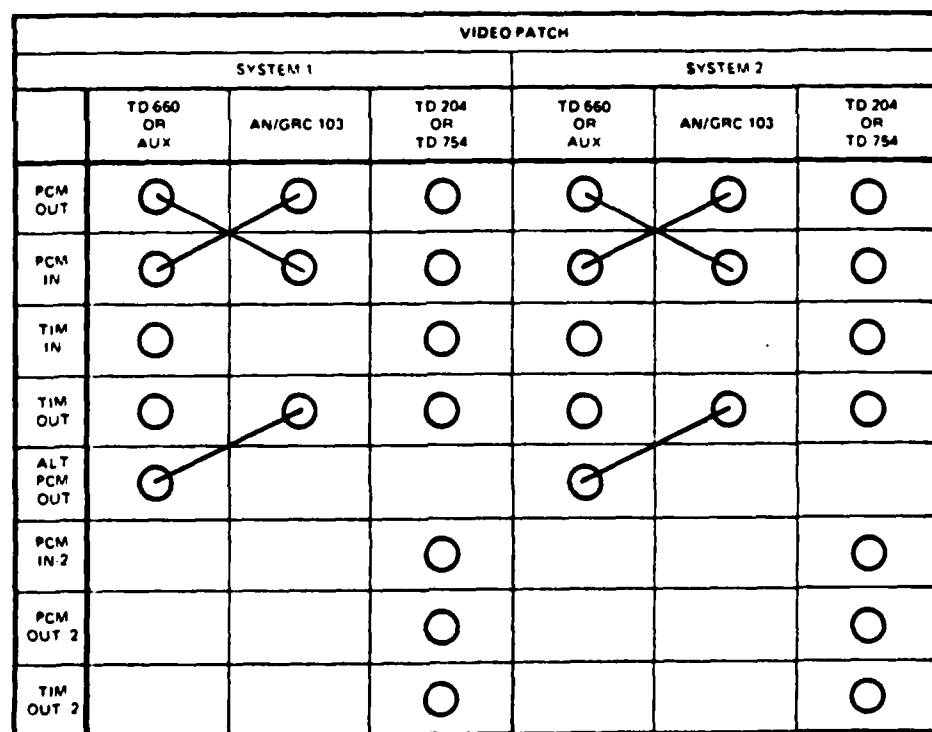 VIDEO PATCH
SYSTEM 1
SYSTEM 2
TD 660
OR
AUX
AN/GRC 103
TD 204
OR
TD 754
TD 660
OR
AUX
AN/GRC 103
TD 204
OR
TD 754
PCM
OUT
PCM
IN
TIM
IN
TIM
OUT
ALT
PCM
OUT
PCM
IN-2
PCM
OUT 2
TIM
OUT 2